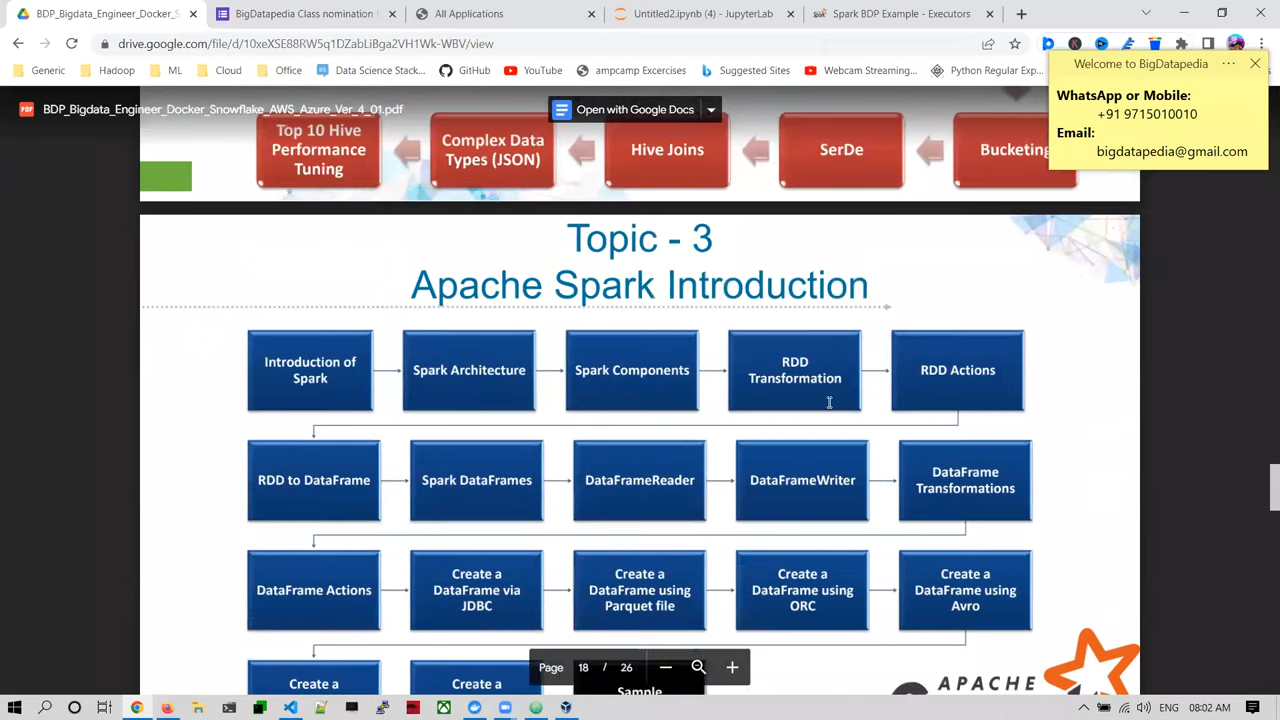 BDP_Bigdata_Engineer_Docker_S
BigDatapedia Class nomination f
All Applications
Untitled2.ipynb (4) - JupyterLab
Spark BDP Example - Executors
drive.google.com/file/d/10xeXSE88RW5q1DZabLiBga2VH1Wk-WPV/view
Generic
Hadoop
ML
Cloud
Office
Data Science Stack...
GitHub
YouTube
ampcamp Excercises
Suggested Sites
Webcam Streaming...
Python Regular Exp...
Welcome to BigDatapedia
WhatsApp or Mobile:
+91 9715010010
Email:
bigdatapedia@gmail.com
PDF
BDP_Bigdata_Engineer_Docker_Snowflake_AWS_Azure_Ver_4_01.pdf
Open with Google Docs
Top 10 Hive
Performance
Tuning
Complex Data
Types (JSON)
Hive Joins
SerDe
Bucketing
Topic - 3
Apache Spark Introduction
Introduction of
Spark
Spark Architecture
Spark Components
RDD
Transformation
RDD Actions
RDD to DataFrame
Spark DataFrames
DataFrameReader
DataFrameWriter
DataFrame
Transformations
DataFrame Actions
Create a
DataFrame via
JDBC
Create a
DataFrame using
Parquet file
Create a
DataFrame using
ORC
Create a
DataFrame using
Avro
Create a
Create a
Sample
Page 18 / 26
APACHE
08:02 AM